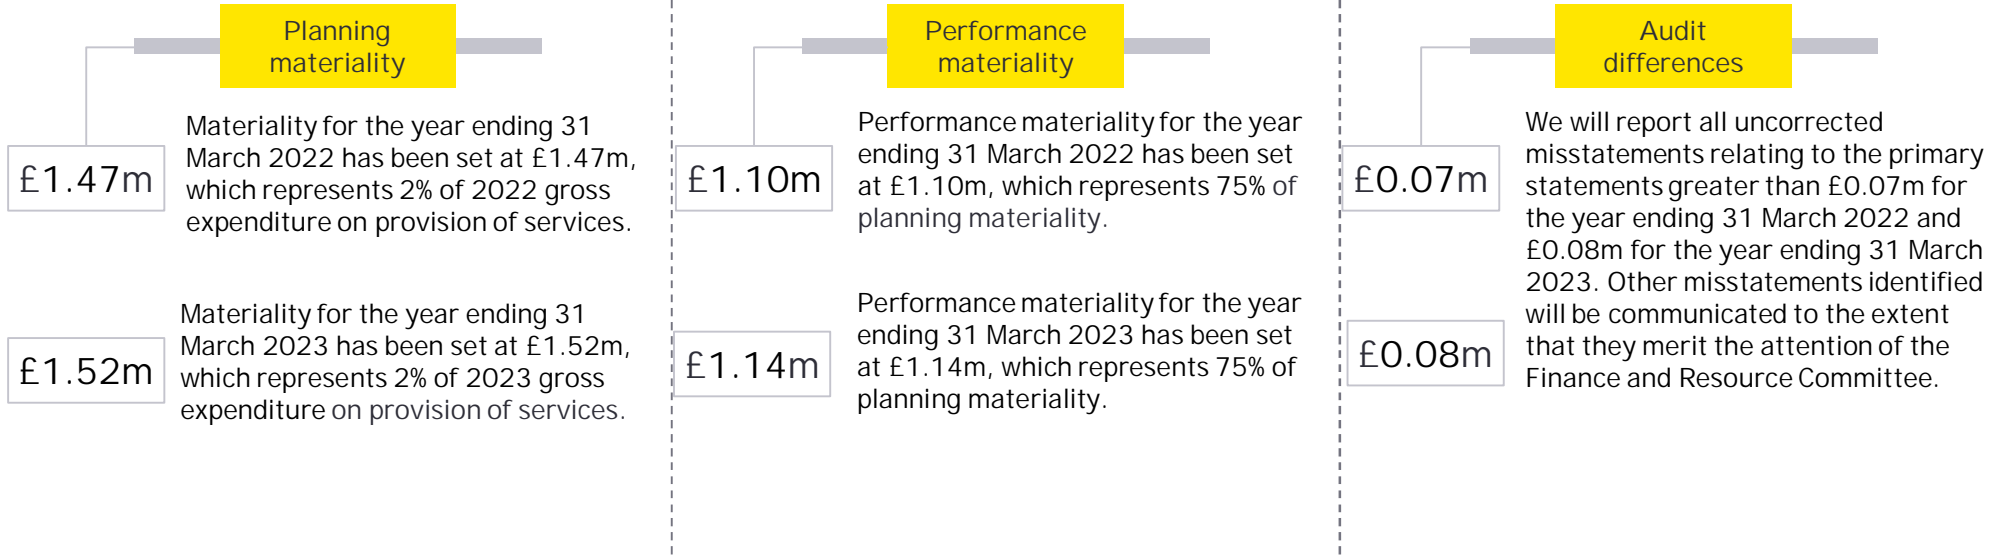 Planning
materiality
£1.47m
Materiality for the year ending 31
March 2022 has been set at £1.47m,
which represents 2% of 2022 gross
expenditure on provision of services.
£1.52m
Materiality for the year ending 31
March 2023 has been set at £1.52m,
which represents 2% of 2023 gross
expenditure on provision of services.
Performance
materiality
£1.10m
Performance materiality for the year
ending 31 March 2022 has been set
at £1.10m, which represents 75% of
planning materiality.
£1.14m
Performance materiality for the year
ending 31 March 2023 has been set
at £1.14m, which represents 75% of
planning materiality.
Audit
differences
£0.07m
£0.08m
We will report all uncorrected
misstatements relating to the primary
statements greater than £0.07m for
the year ending 31 March 2022 and
£0.08m for the year ending 31 March
2023. Other misstatements identified
will be communicated to the extent
that they merit the attention of the
Finance and Resource Committee.